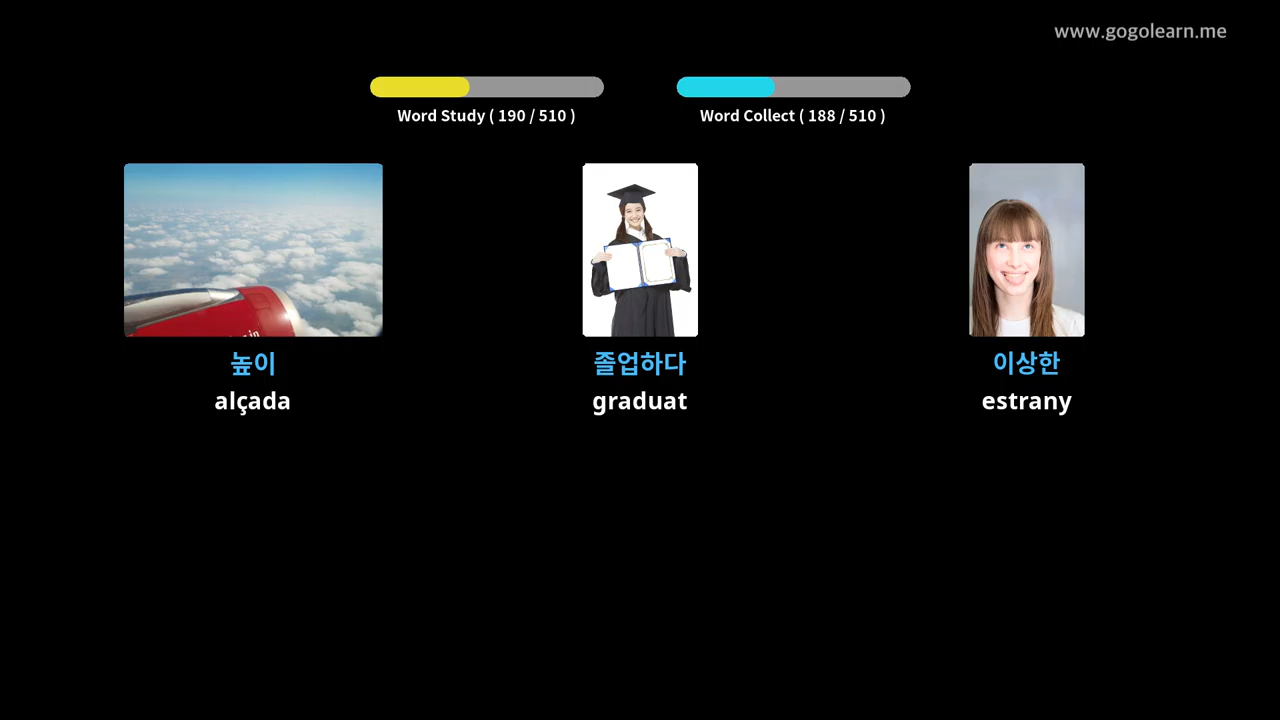 www.gogolearn.me
Word Study ( 190 / 510 )
Word Collect ( 188 / 510 )
높이
졸업하다
이상한
alçada
graduat
estrany